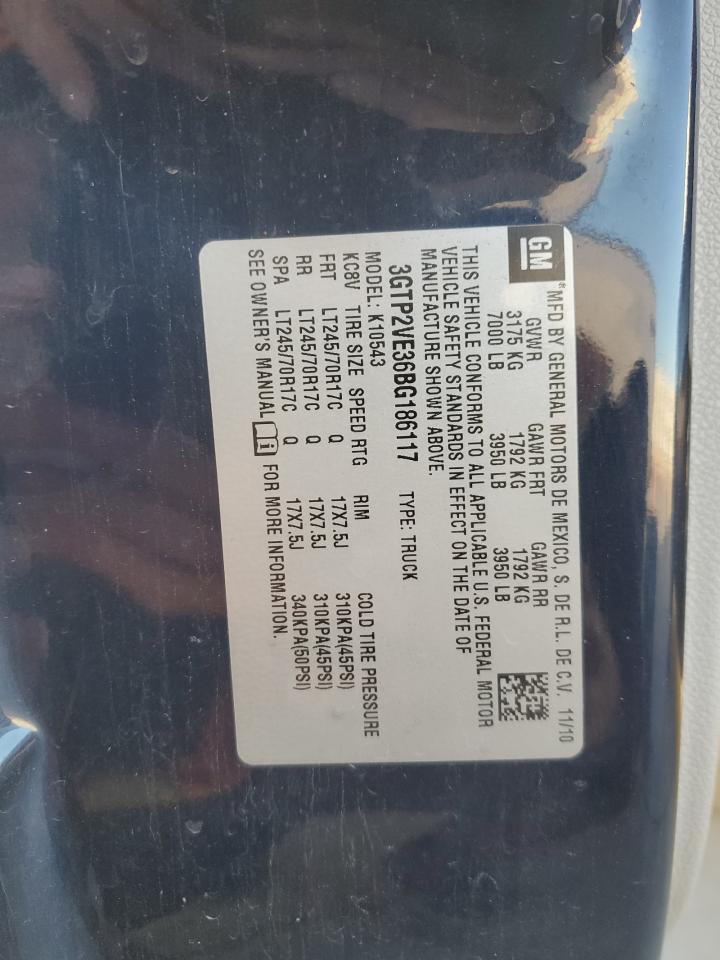 GM *MFD BY GENERAL MOTORS DE MEXICO, S. DE R.L. DE C.V. 11/10
GVWR GAWR FRT GAWR RR
3175 KG 1792 KG 1792 KG
7000 LB 3950 LB 3950 LB
THIS VEHICLE CONFORMS TO ALL APPLICABLE U.S. FEDERAL MOTOR
VEHICLE SAFETY STANDARDS IN EFFECT ON THE DATE OF
MANUFACTURE SHOWN ABOVE.
3GTP2VE36BG186117 TYPE: TRUCK
MODEL: K10543
KC8V TIRE SIZE SPEED RTG RIM COLD TIRE PRESSURE
FRT LT245/70R17C Q 17X7.5J 310KPA(45PSI)
RR LT245/70R17C Q 17X7.5J 310KPA(45PSI)
SPA LT245/70R17C Q 17X7.5J 340KPA(50PSI)
SEE OWNER'S MANUAL i FOR MORE INFORMATION.